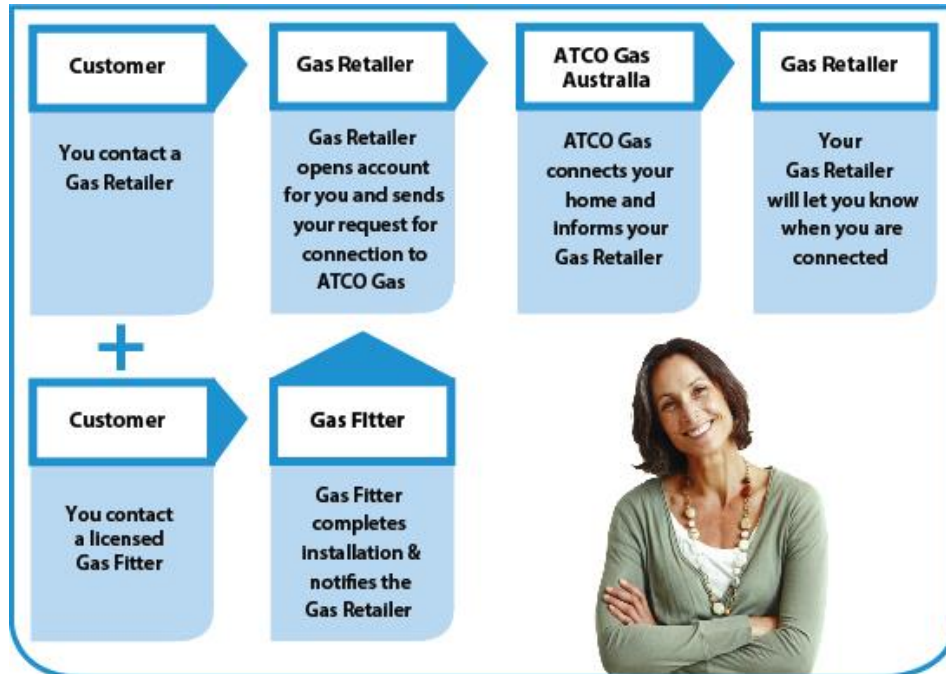 Customer
You contact a
Gas Retailer
Gas Retailer
Gas Retailer
opens account
for you and sends
your request for
connection to
ATCO Gas
ATCO Gas
Australia
ATCO Gas
connects your
home and
informs your
Gas Retailer
Gas Retailer
Your
Gas Retailer
will let you know
when you are
connected
+
Customer
You contact
a licensed
Gas Fitter
Gas Fitter
Gas Fitter
completes
installation &
notifies the
Gas Retailer